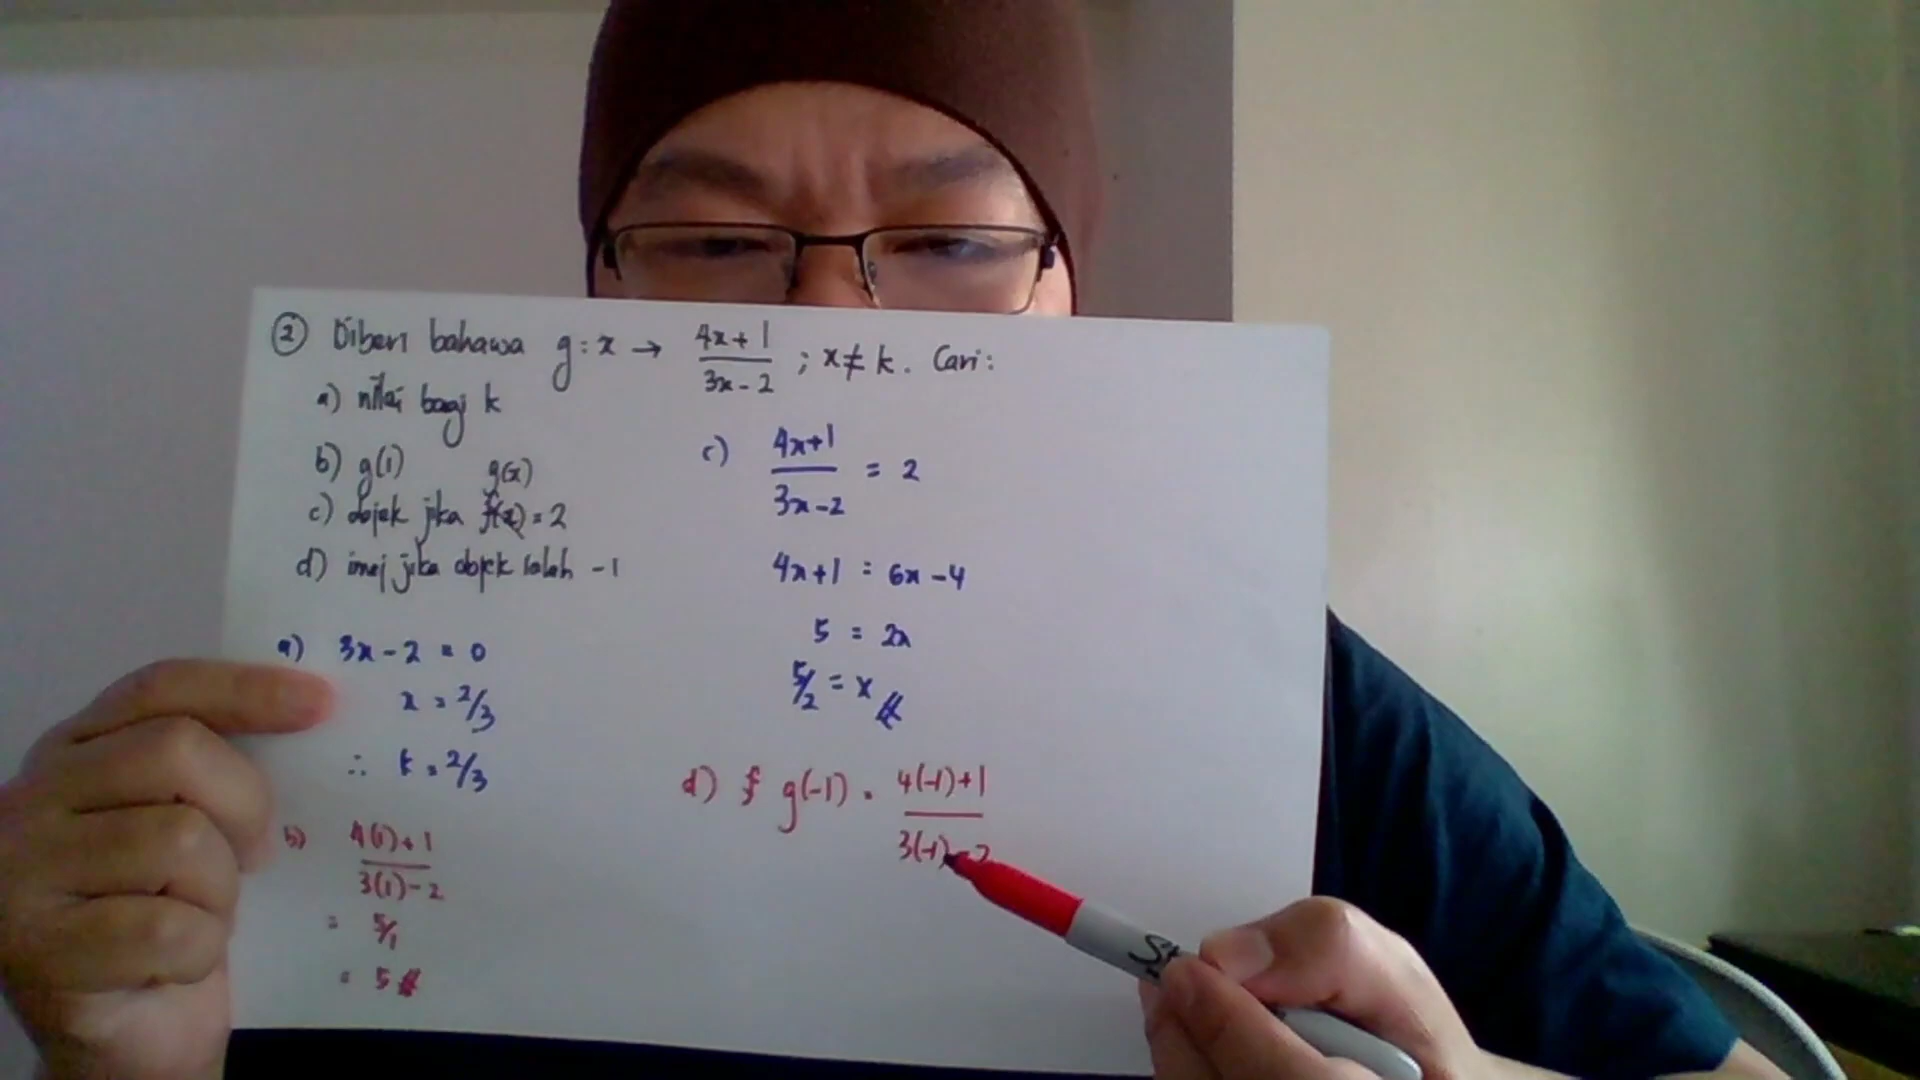 ② Diberi bahawa g : x → (4x+1)/(3x-2) ; x ≠ k. Cari:
a) nilai bagi k
b) g(1)
g(x)
c) objek jika f(x) = 2
d) imej jika objek ialah -1
a) 3x - 2 = 0
x = 2/3
∴ k = 2/3
b) (4(1)+1)/(3(1)-2)
= 5/1
= 5
c) (4x+1)/(3x-2) = 2
4x+1 = 6x - 4
5 = 2x
5/2 = x
d) f g(-1) = (4(-1)+1)/(3(-1)-2)